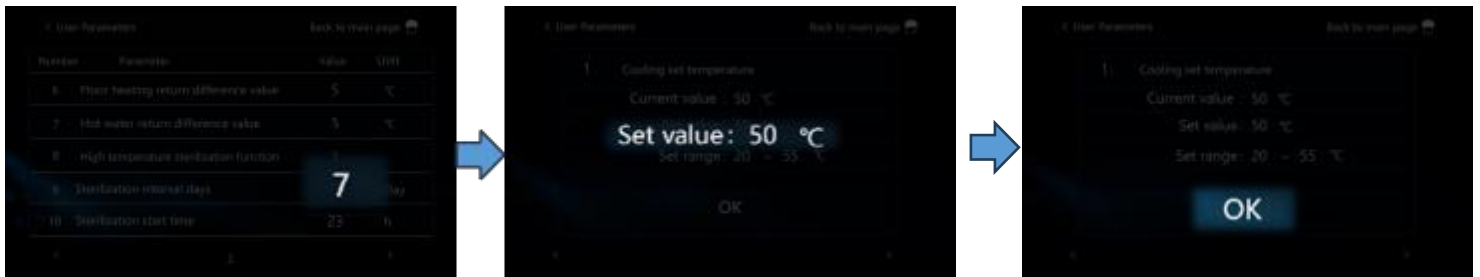 < User Parameters Back to main page
Number Parameter Value Unit
6 Floor heating return difference value 5 ℃
7 Hot water return difference value 5 ℃
8 High temperature sterilization function
9 Sterilization interval days 7 Day
10 Sterilization start time 23 h
2
< User Parameters Back to main page
1 Cooling set temperature
Current value : 50 ℃
Set value: 50 ℃
Set range: 20 ~ 55 ℃
OK
< User Parameters Back to main page
1 Cooling set temperature
Current value : 50 ℃
Set value: 50 ℃
Set range: 20 ~ 55 ℃
OK